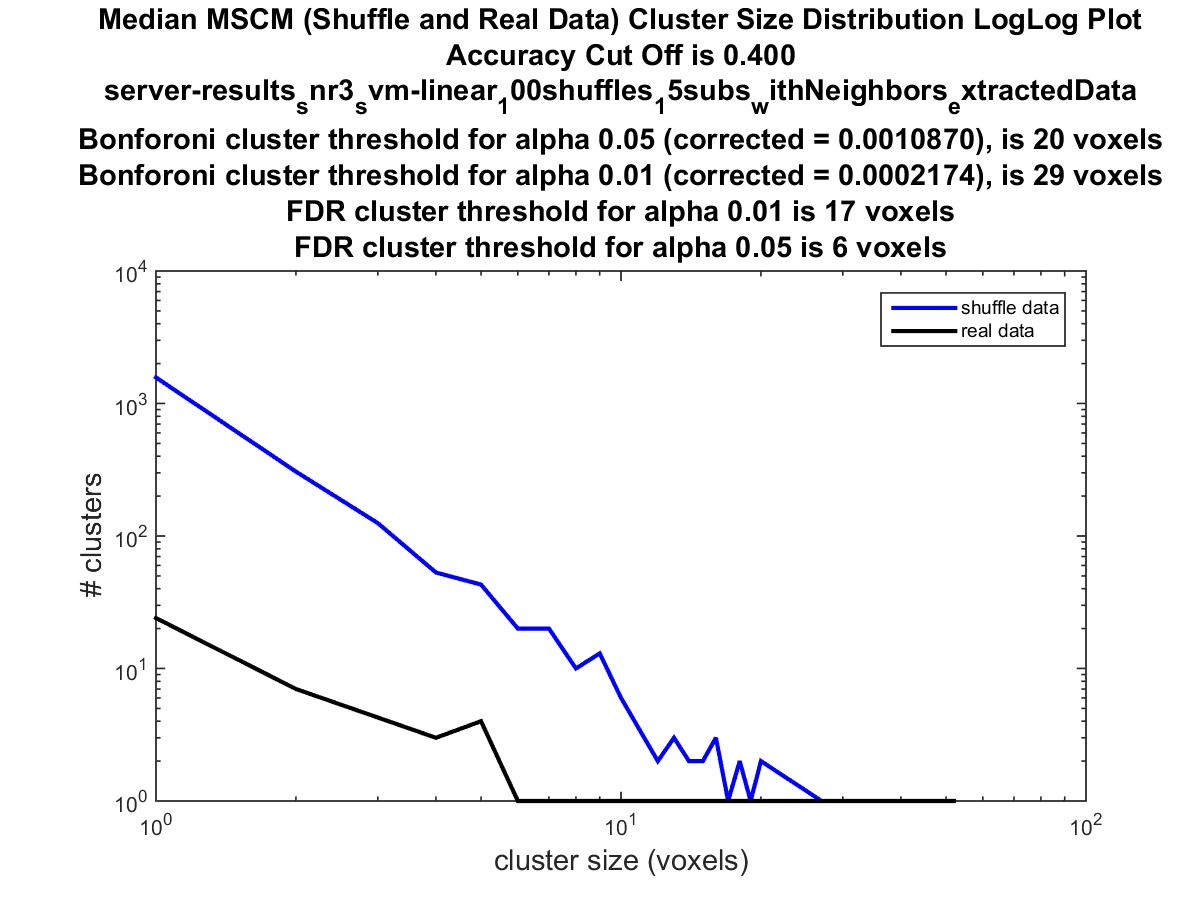 Median MSCM (Shuffle and Real Data) Cluster Size Distribution LogLog Plot
Accuracy Cut Off is 0.400
server-results_snr3_svm-linear_100shuffles_15subs_withNeighbors_extractedData
Bonforoni cluster threshold for alpha 0.05 (corrected = 0.0010870), is 20 voxels
Bonforoni cluster threshold for alpha 0.01 (corrected = 0.0002174), is 29 voxels
FDR cluster threshold for alpha 0.01 is 17 voxels
FDR cluster threshold for alpha 0.05 is 6 voxels
10^4
shuffle data
real data
10^3
10^2
10^1
10^0
# clusters
10^0 10^1 10^2
cluster size (voxels)